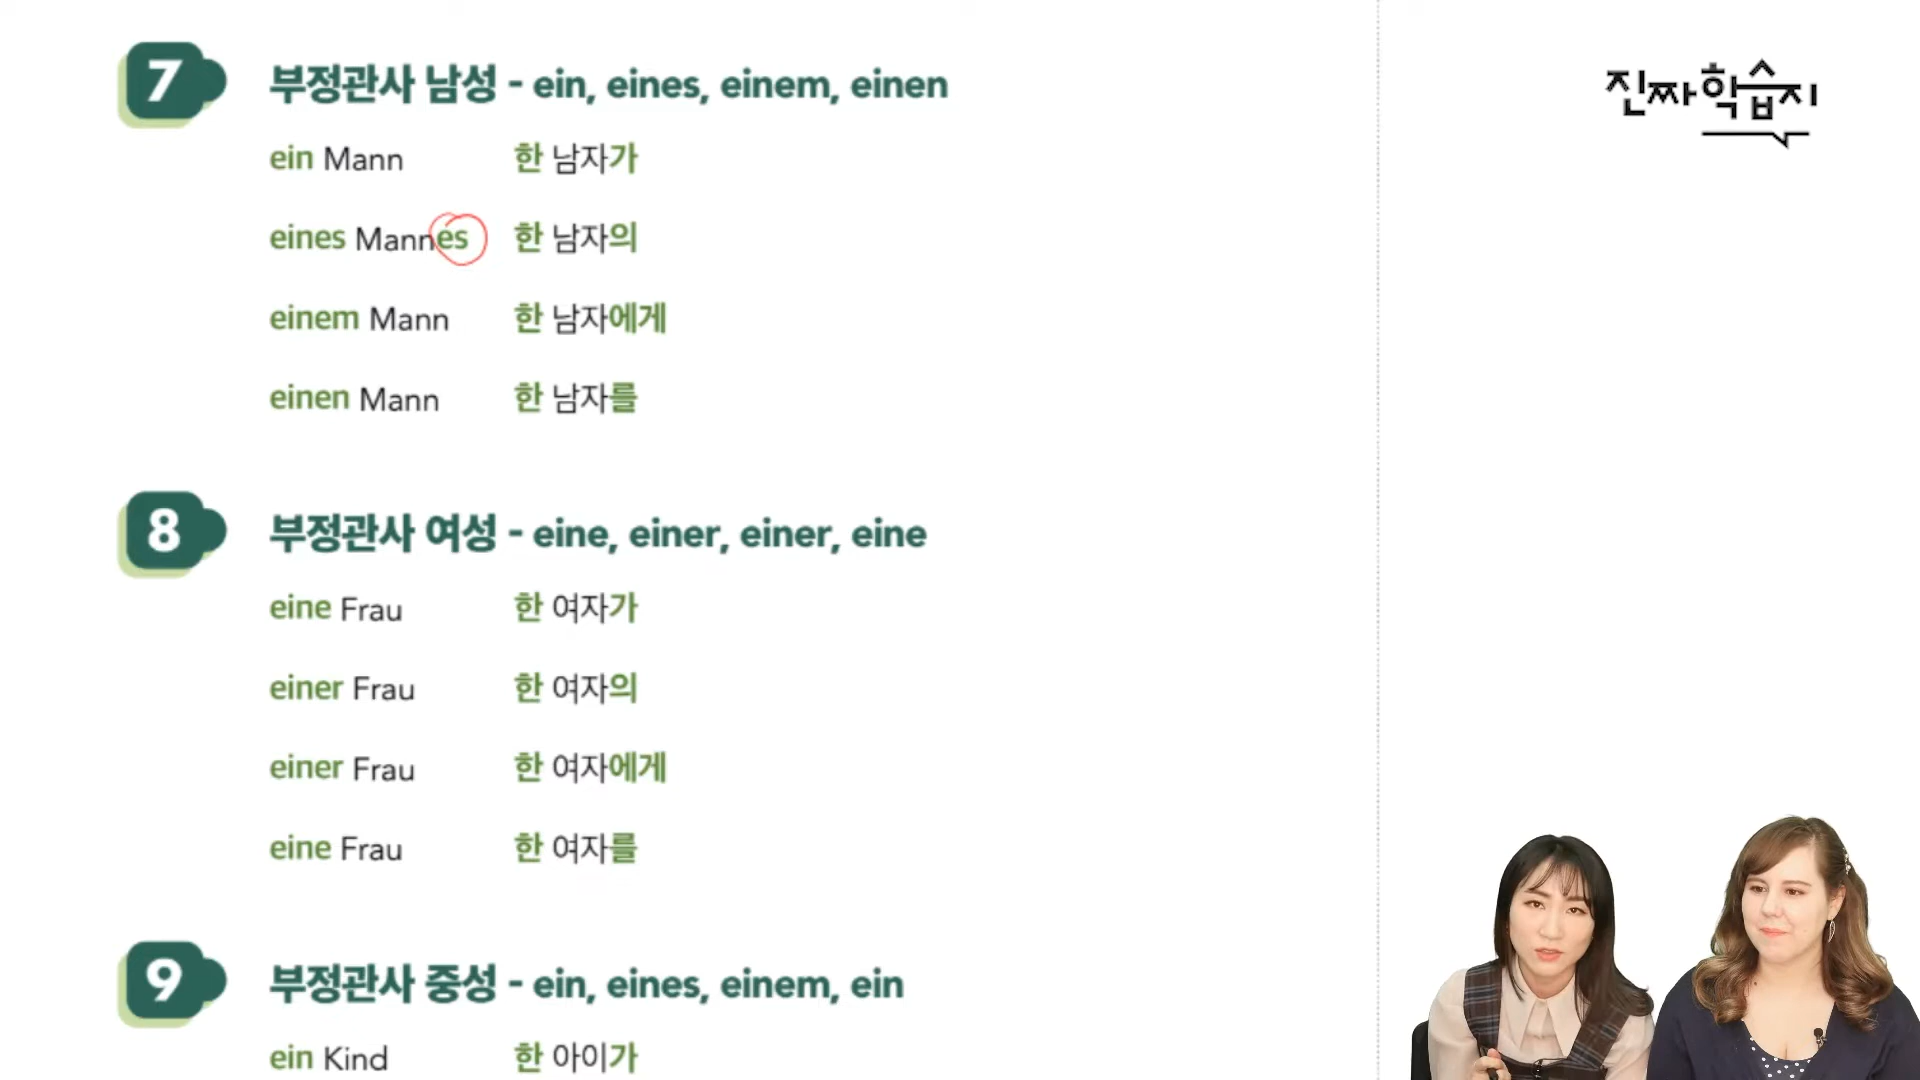 7 부정관사 남성 - ein, eines, einem, einen
진짜학습지
ein Mann 한 남자가
eines Mannes 한 남자의
einem Mann 한 남자에게
einen Mann 한 남자를
8 부정관사 여성 - eine, einer, einer, eine
eine Frau 한 여자가
einer Frau 한 여자의
einer Frau 한 여자에게
eine Frau 한 여자를
9 부정관사 중성 - ein, eines, einem, ein
ein Kind 한 아이가